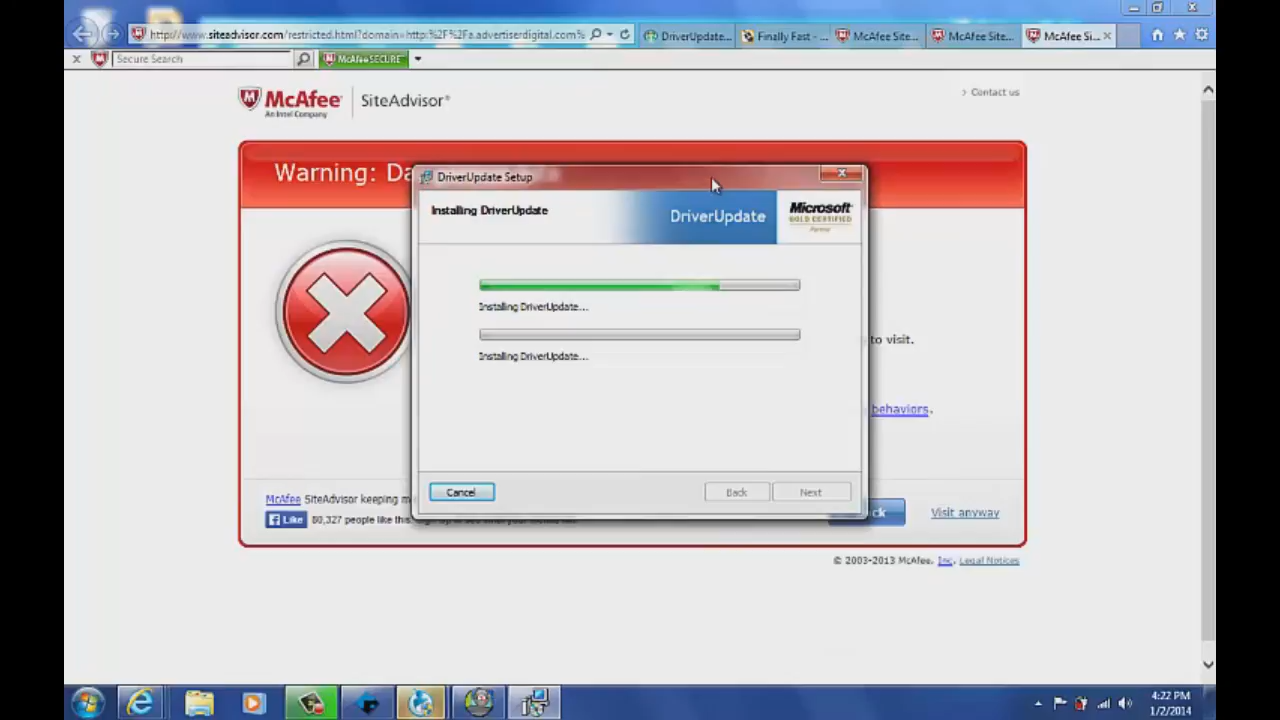 http://www.siteadvisor.com/restricted.html?domain=http:%2F%2Fa.advertiserdigital.com%
DriverUpdate...
Finally Fast - ...
McAfee Site...
McAfee Site...
McAfee Si...
Secure Search
McAfee SECURE
McAfee
An Intel Company
SiteAdvisor
Contact us
Warning: Da
DriverUpdate Setup
Installing DriverUpdate
DriverUpdate
Microsoft
GOLD CERTIFIED
Partner
Installing DriverUpdate...
Installing DriverUpdate...
to visit.
behaviors.
Cancel
Back
Next
McAfee SiteAdvisor keeping m
Like
80,327 people like this.
ck
Visit anyway
© 2003-2013 McAfee, Inc. Legal Notices
4:22 PM
1/2/2014